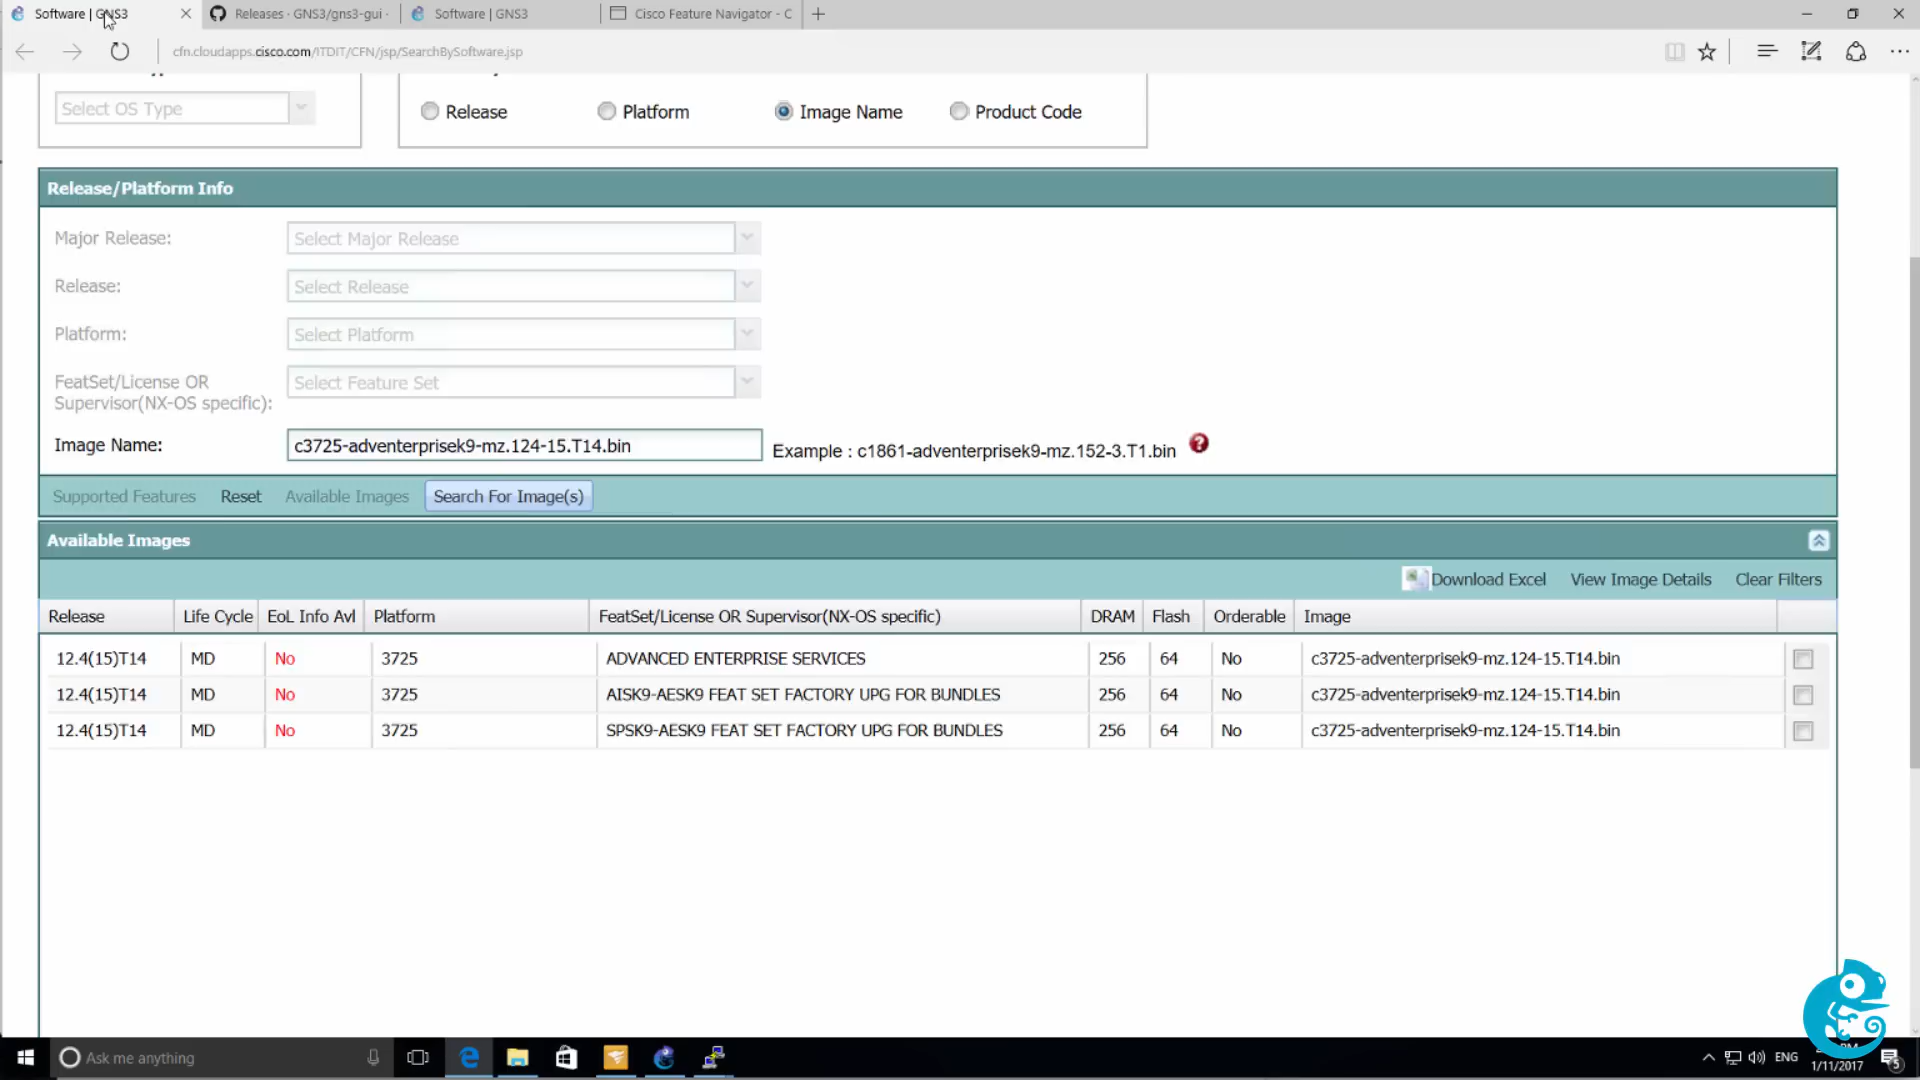 Software | GNS3
Releases · GNS3/gns3-gui ·
Software | GNS3
Cisco Feature Navigator - C
cfn.cloudapps.cisco.com/ITDIT/CFN/jsp/SearchBySoftware.jsp
Select OS Type
Release
Platform
Image Name
Product Code
Release/Platform Info
Major Release:
Select Major Release
Release:
Select Release
Platform:
Select Platform
FeatSet/License OR
Supervisor(NX-OS specific):
Select Feature Set
Image Name:
c3725-adventerprisek9-mz.124-15.T14.bin
Example : c1861-adventerprisek9-mz.152-3.T1.bin
Supported Features Reset Available Images Search For Image(s)
Available Images
Download Excel View Image Details Clear Filters
Release Life Cycle EoL Info Avl Platform FeatSet/License OR Supervisor(NX-OS specific) DRAM Flash Orderable Image
12.4(15)T14 MD No 3725 ADVANCED ENTERPRISE SERVICES 256 64 No c3725-adventerprisek9-mz.124-15.T14.bin
12.4(15)T14 MD No 3725 AISK9-AESK9 FEAT SET FACTORY UPG FOR BUNDLES 256 64 No c3725-adventerprisek9-mz.124-15.T14.bin
12.4(15)T14 MD No 3725 SPSK9-AESK9 FEAT SET FACTORY UPG FOR BUNDLES 256 64 No c3725-adventerprisek9-mz.124-15.T14.bin
Ask me anything
ENG
1/11/2017
5